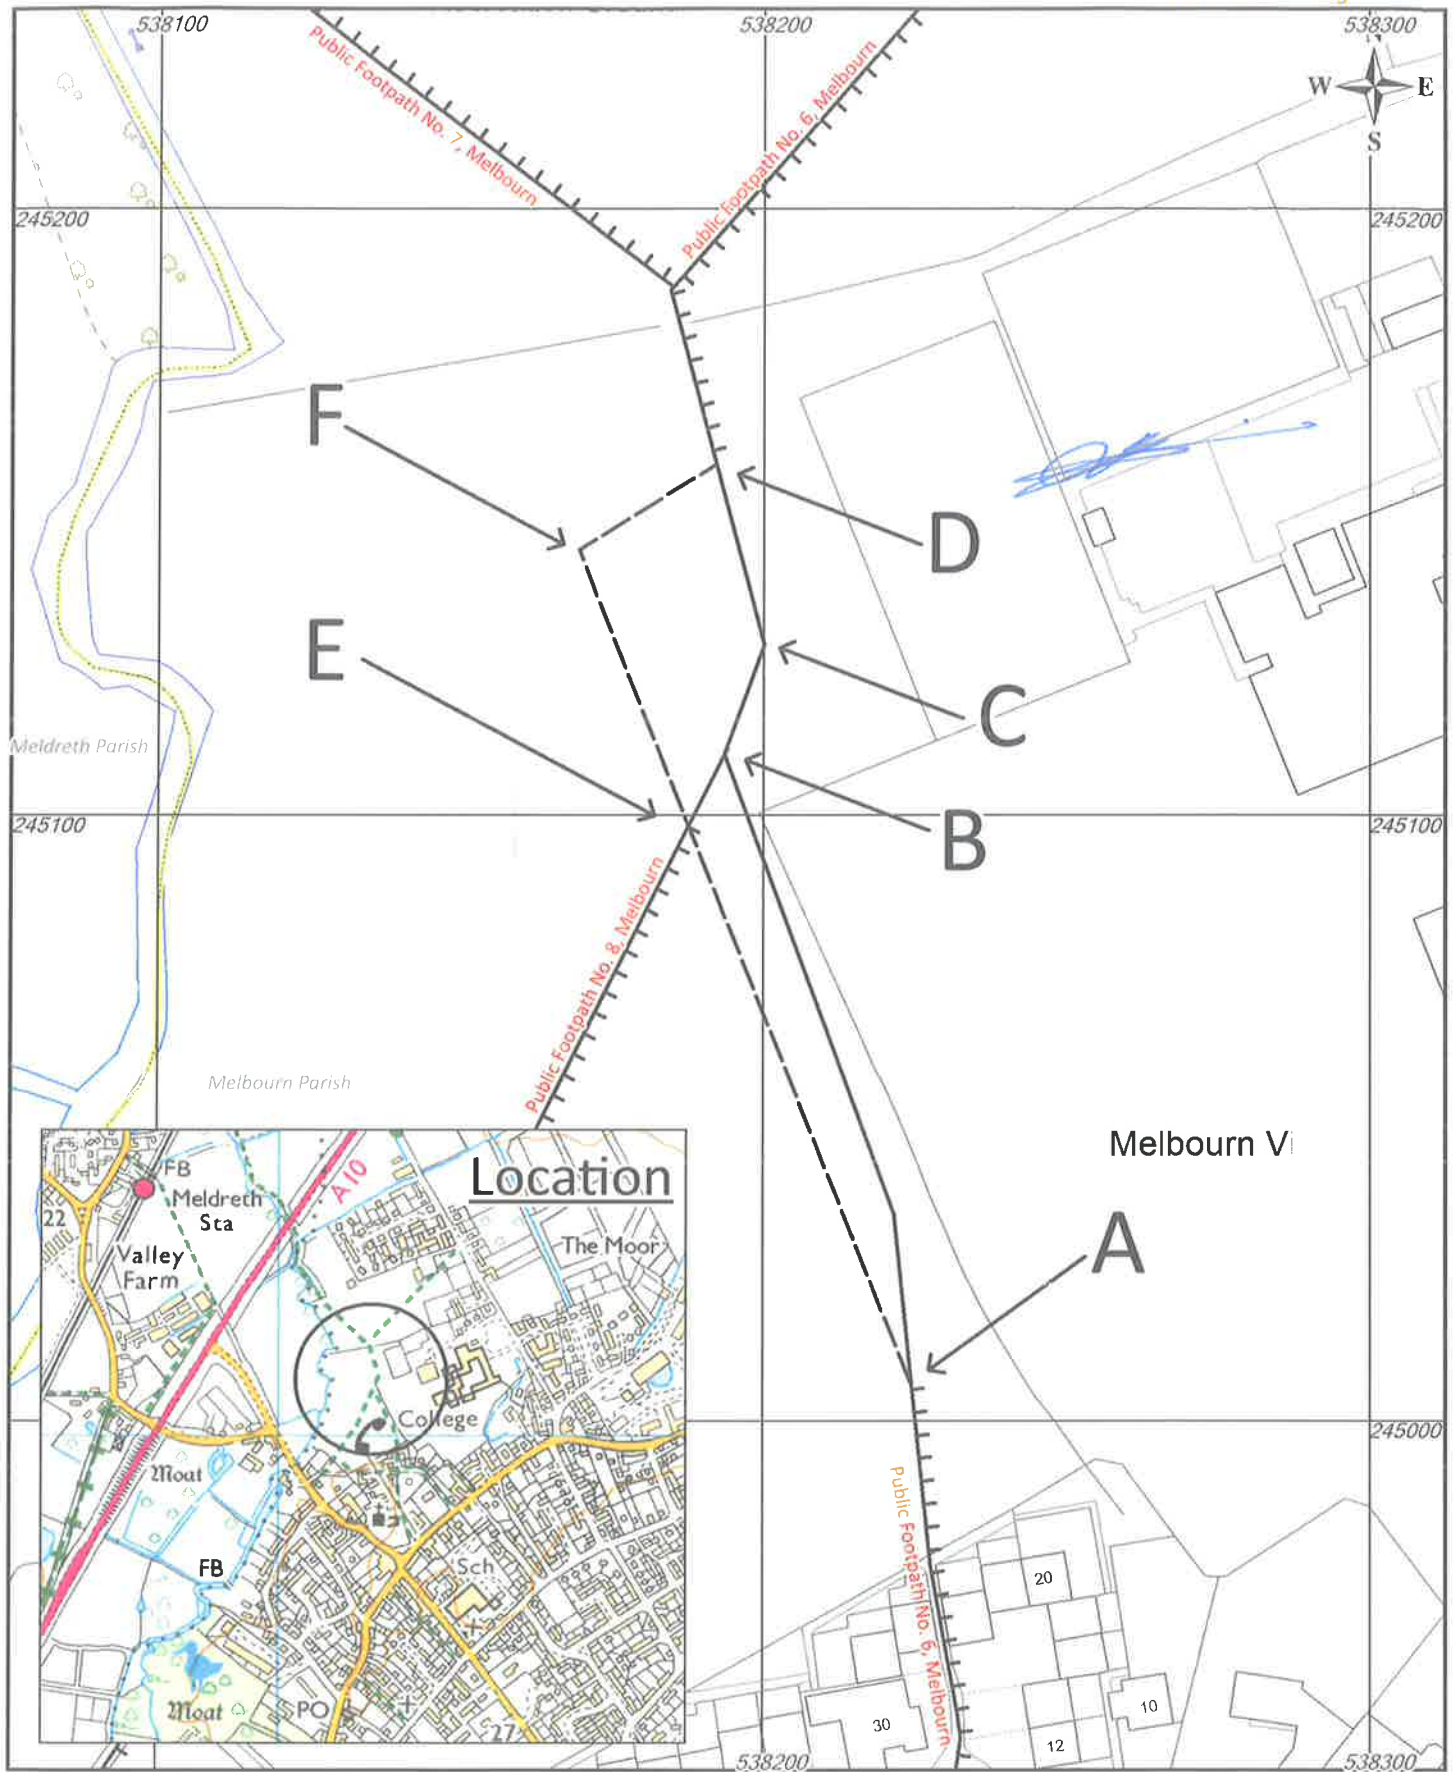 538100
538200
538300
W
E
S
Public Footpath No. 7, Melbourn
Public Footpath No. 6, Melbourn
245200
245200
F
D
E
C
Meldreth Parish
245100
245100
B
Public Footpath No. 8, Melbourn
Melbourn Parish
Melbourn Vi
A
Location
FB
Meldreth
Sta
A10
22
Valley
Farm
The Moor
College
Moat
FB
Sch
Moat
PO
27
245000
Public Footpath No. 6, Melbourn
20
10
30
12
538200
538300